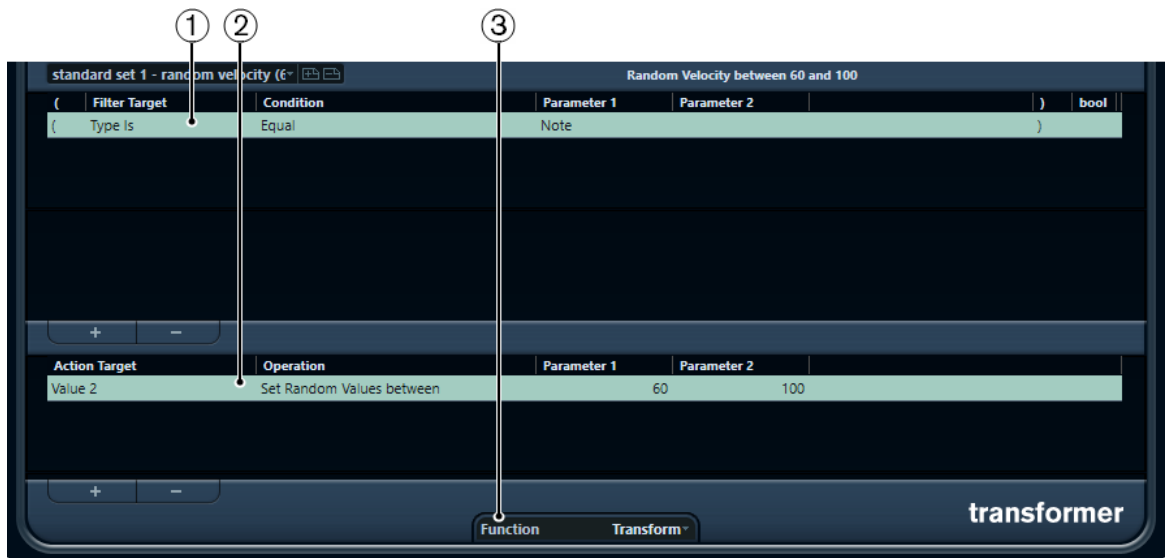 1 2 3
standard set 1 - random velocity (6 Random Velocity between 60 and 100
( Filter Target Condition Parameter 1 Parameter 2 ) bool
( Type Is Equal Note )
+ −
Action Target Operation Parameter 1 Parameter 2
Value 2 Set Random Values between 60 100
+ −
transformer
Function Transform